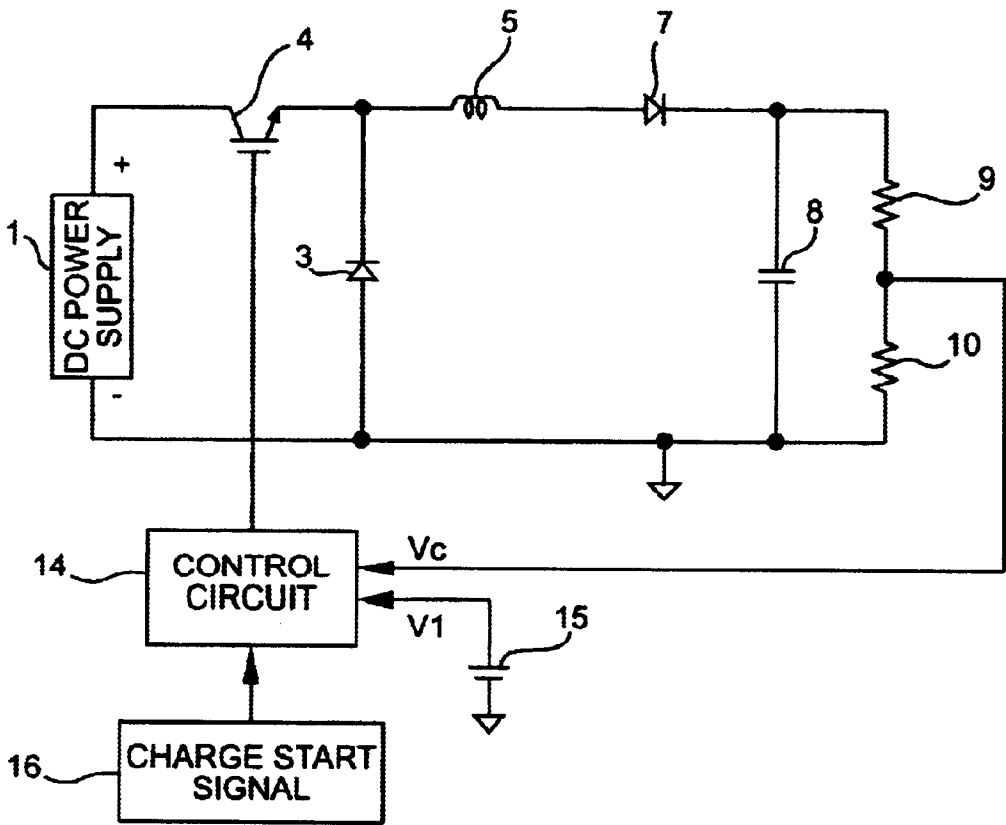 4
5
7
+
1
DC POWER
SUPPLY
3
8
9
10
-
14
CONTROL
CIRCUIT
Vc
V1
15
16
CHARGE START
SIGNAL